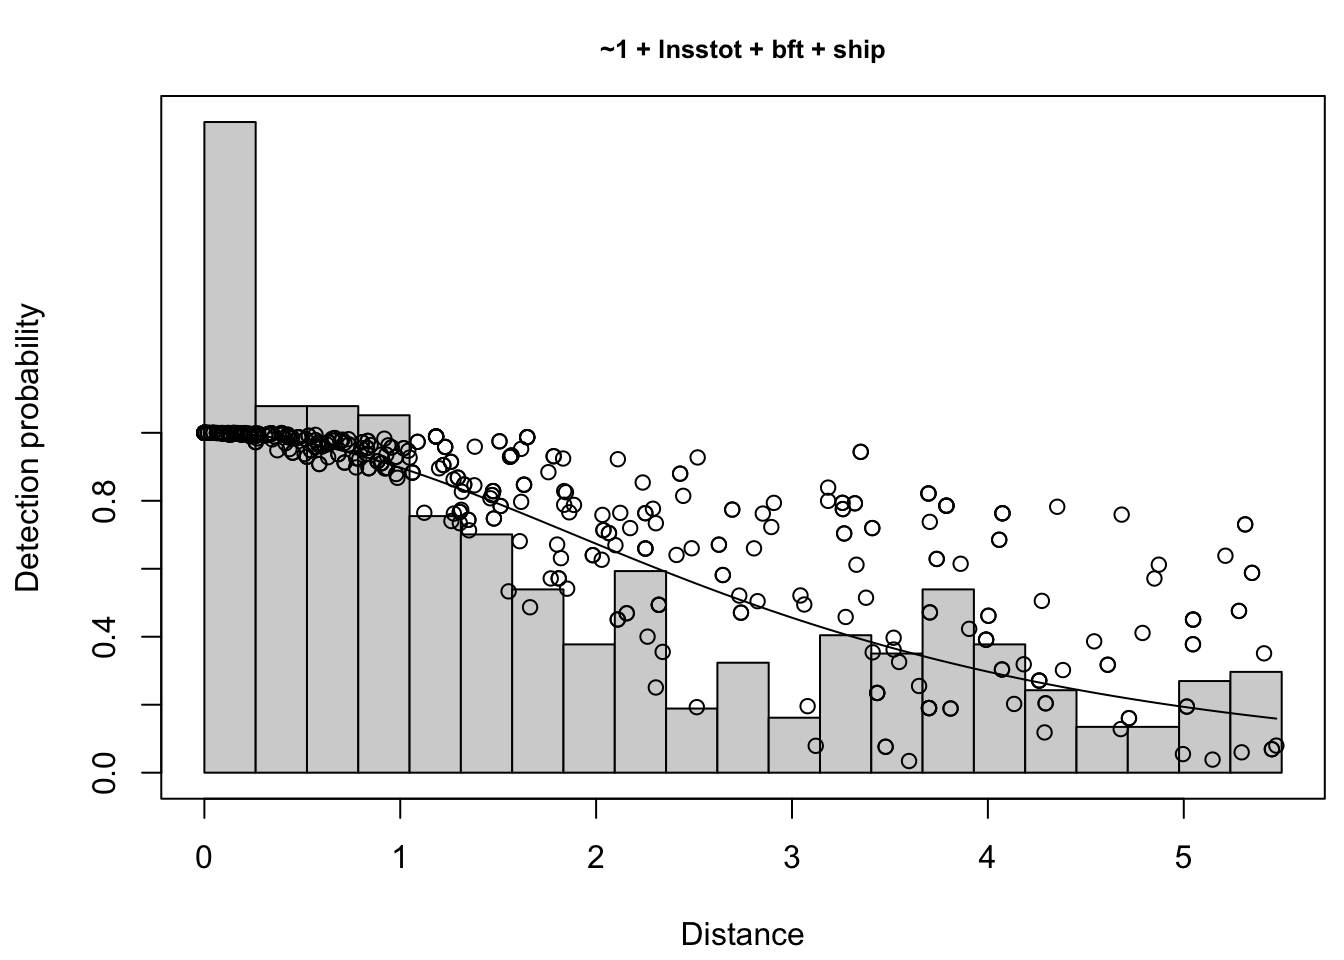 ~1 + lnsstot + bft + ship
Detection probability
0.8
0.4
0.0
0 1 2 3 4 5
Distance